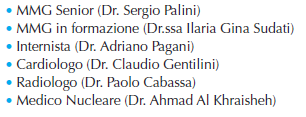 • MMG Senior (Dr. Sergio Palini)
• MMG in formazione (Dr.ssa Ilaria Gina Sudati)
• Internista (Dr. Adriano Pagani)
• Cardiologo (Dr. Claudio Gentilini)
• Radiologo (Dr. Paolo Cabassa)
• Medico Nucleare (Dr. Ahmad Al Khraisheh)